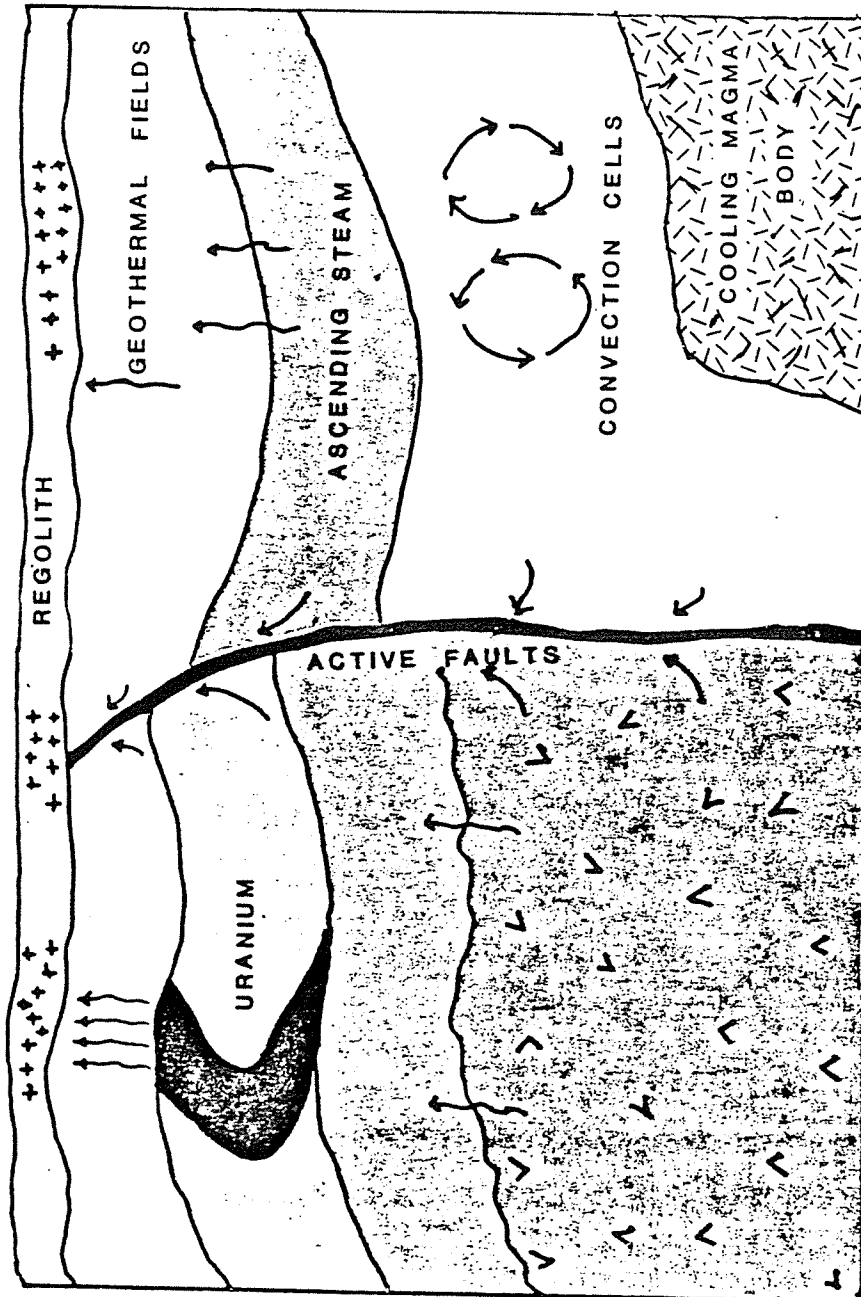 REGOLITH
GEOTHERMAL FIELDS
ASCENDING STEAM
ACTIVE FAULTS
URANIUM
CONVECTION CELLS
COOLING MAGMA
BODY